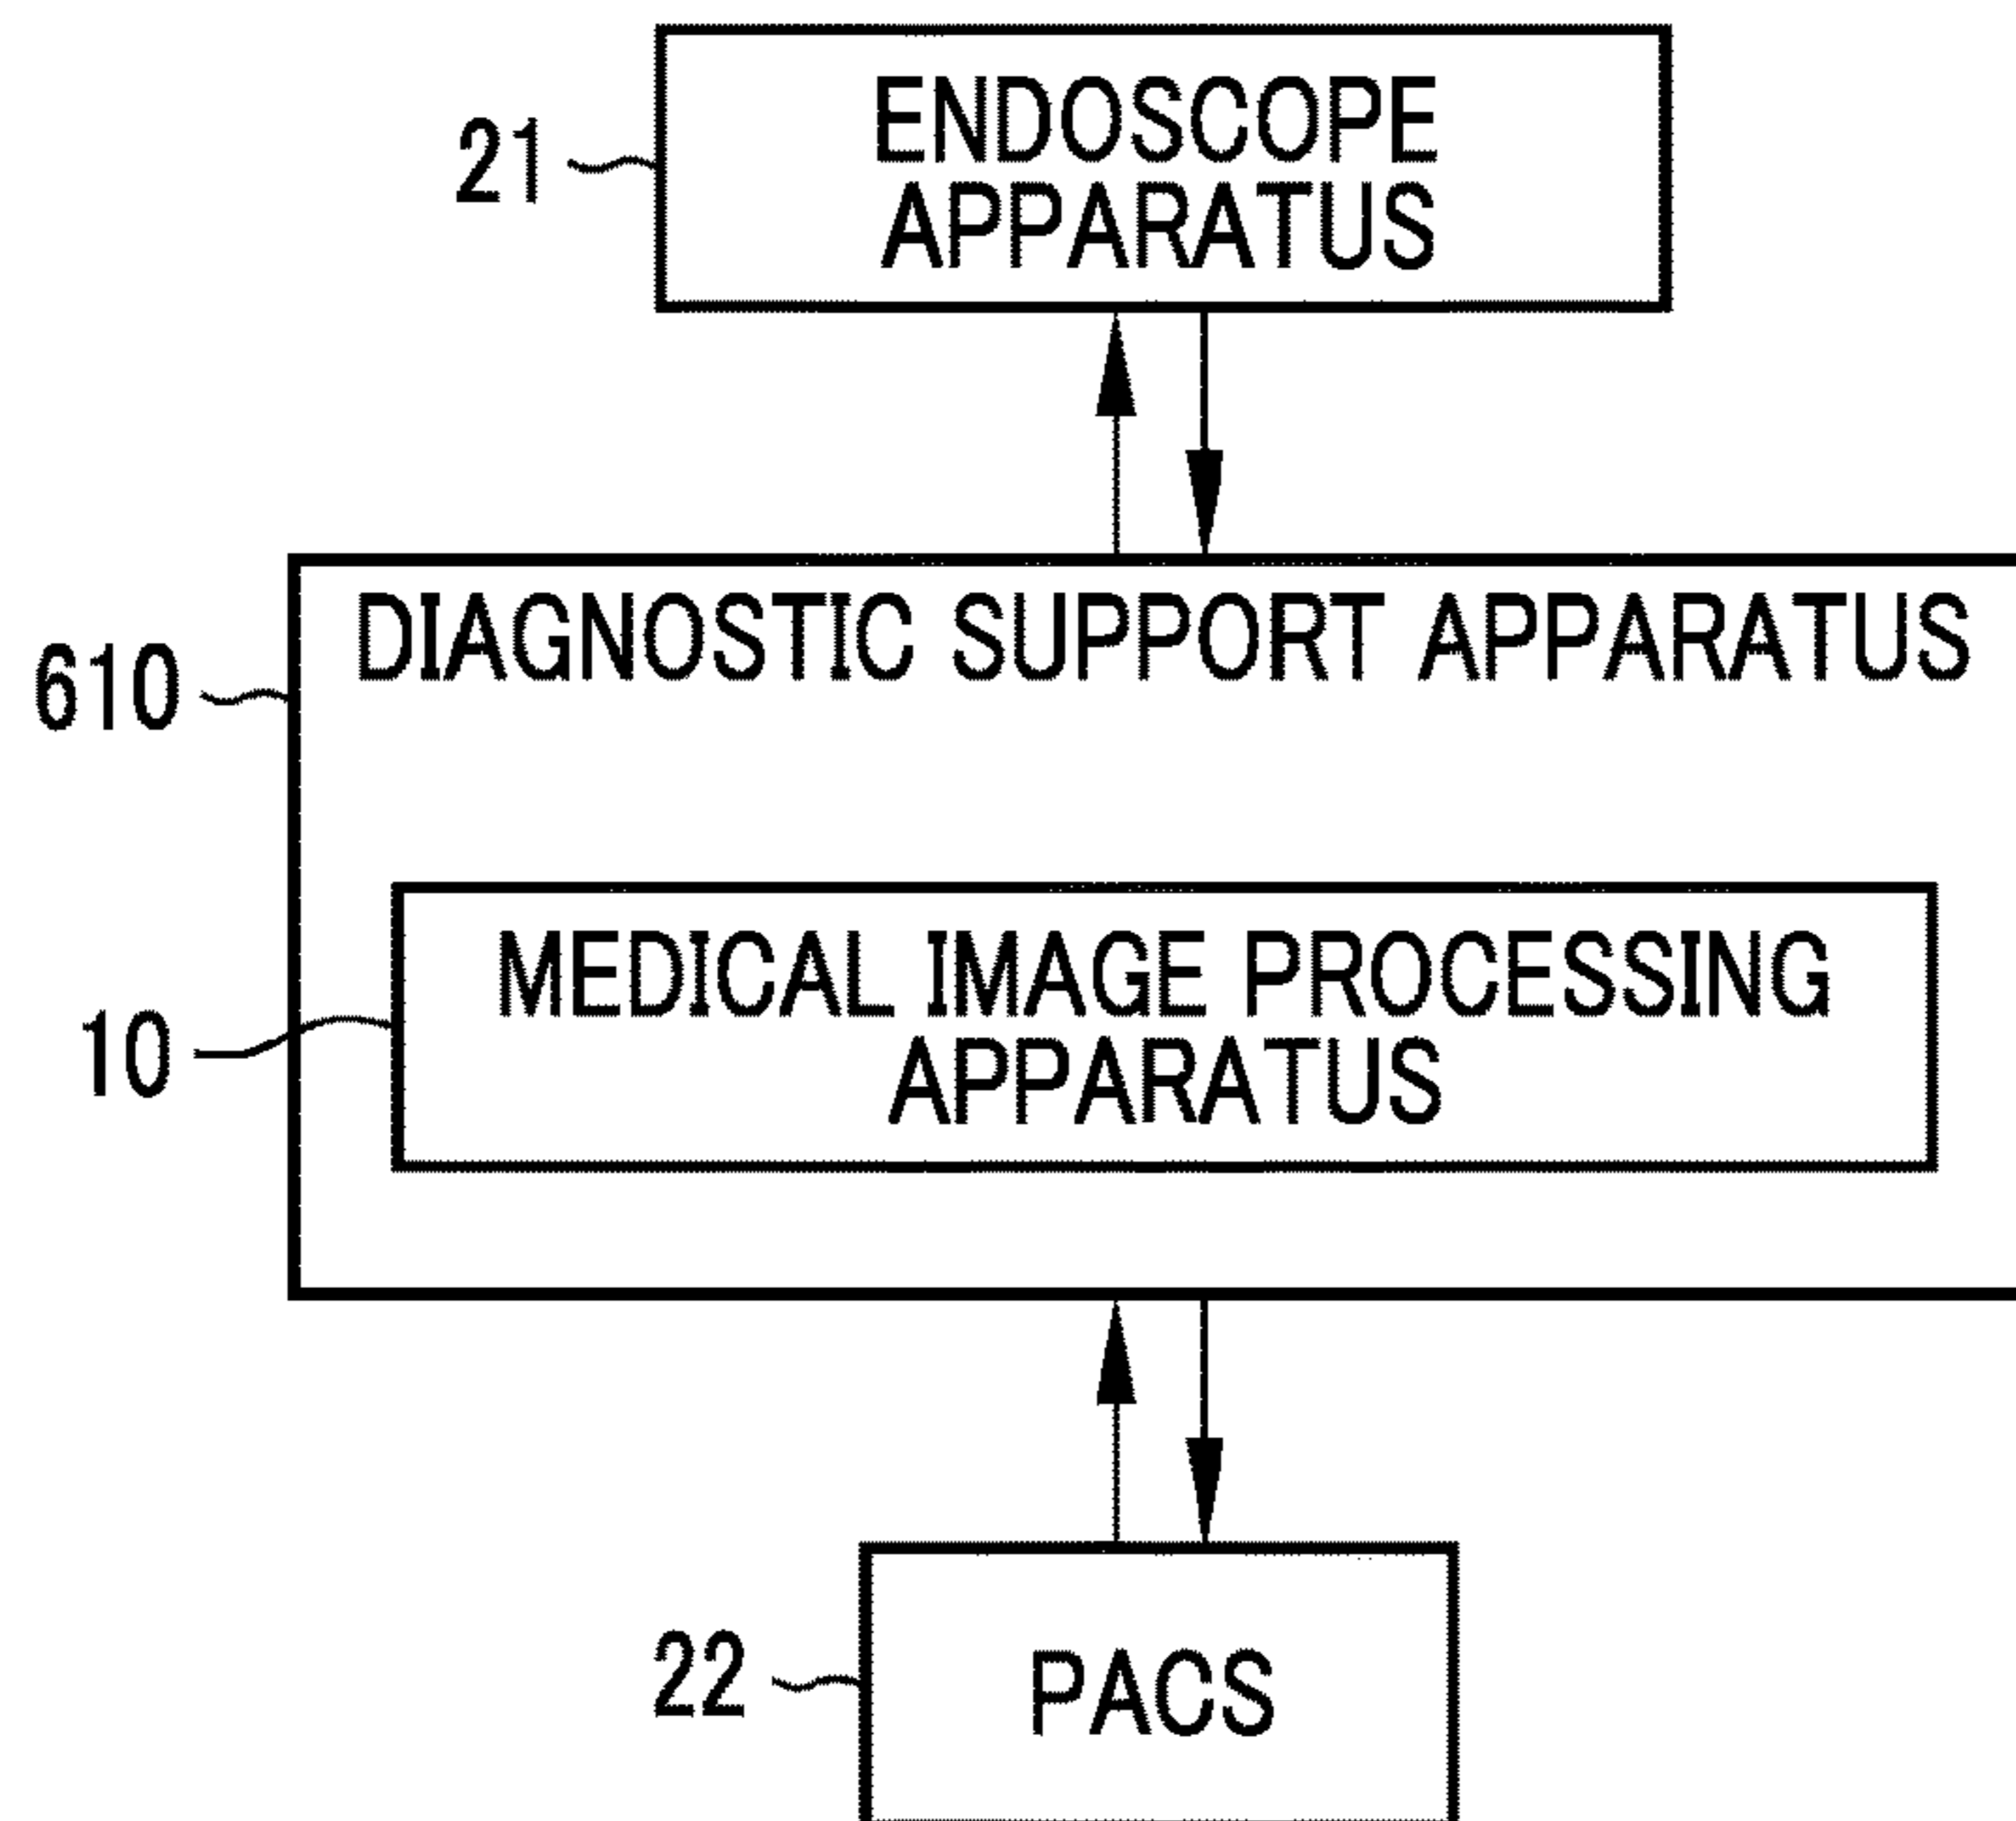 ENDOSCOPE
APPARATUS
21
DIAGNOSTIC SUPPORT APPARATUS
610
MEDICAL IMAGE PROCESSING
APPARATUS
10
PACS
22